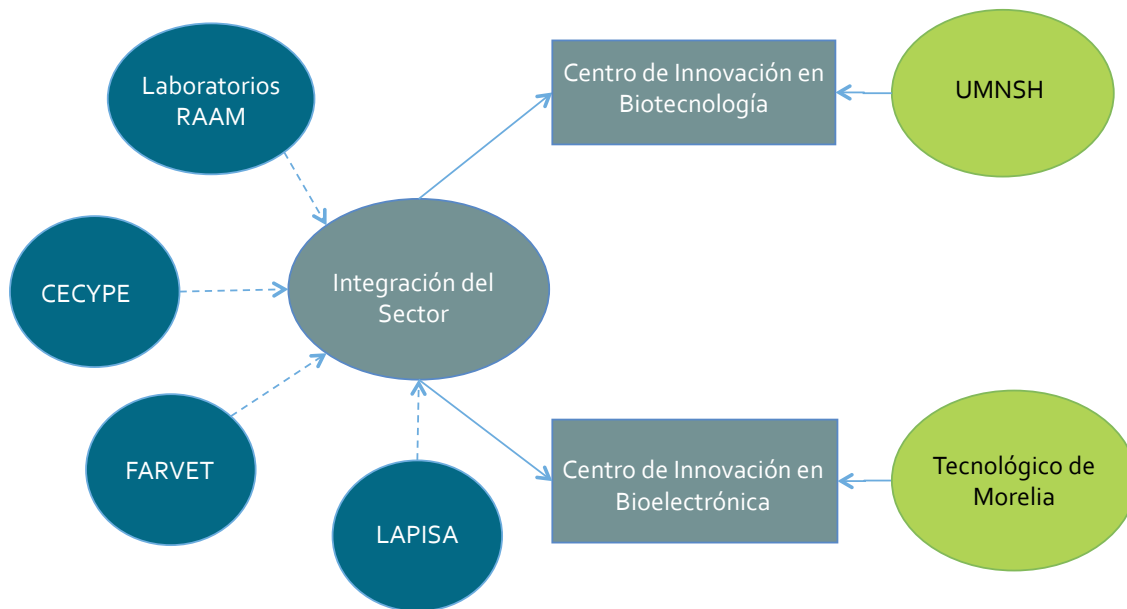 Laboratorios
RAAM
Centro de Innovación en
Biotecnología
UMNSH
CECYPE
Integración del
Sector
FARVET
LAPISA
Centro de Innovación en
Bioelectrónica
Tecnológico de
Morelia